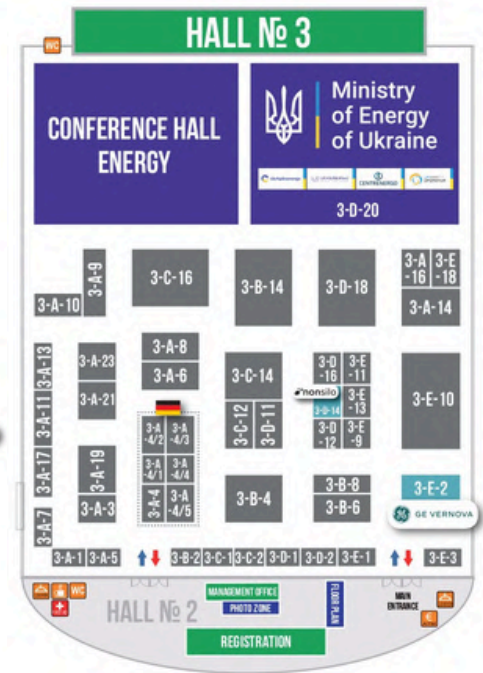 HALL № 3
WC
CONFERENCE HALL
ENERGY
Ministry
of Energy
of Ukraine
CENTRENERGO
3-D-20
3-A-9
3-A-10
3-C-16
3-B-14
3-D-18
3-A
-16
3-E
-18
3-A-14
3-A-13
3-A-11
3-A-23
3-A-21
3-A-8
3-A-6
3-C-14
3-C-12
3-D-11
3-D
-16
3-E
-11
nonsilo
3-D-14
3-E
-13
3-D
-12
3-E
-9
3-E-10
3-A
-4/2
3-A
-4/3
3-A
-4/1
3-A
-4/4
3-A-4
3-A
-4/5
3-A-17
3-A-7
3-A-19
3-A-3
3-B-4
3-B-8
3-B-6
3-E-2
GE VERNOVA
3-A-1
3-A-5
3-B-2
3-C-1
3-C-2
3-D-1
3-D-2
3-E-1
3-E-3
WC
HALL № 2
MANAGEMENT OFFICE
PHOTO ZONE
FLOOR PLAN
MAIN
ENTRANCE
REGISTRATION